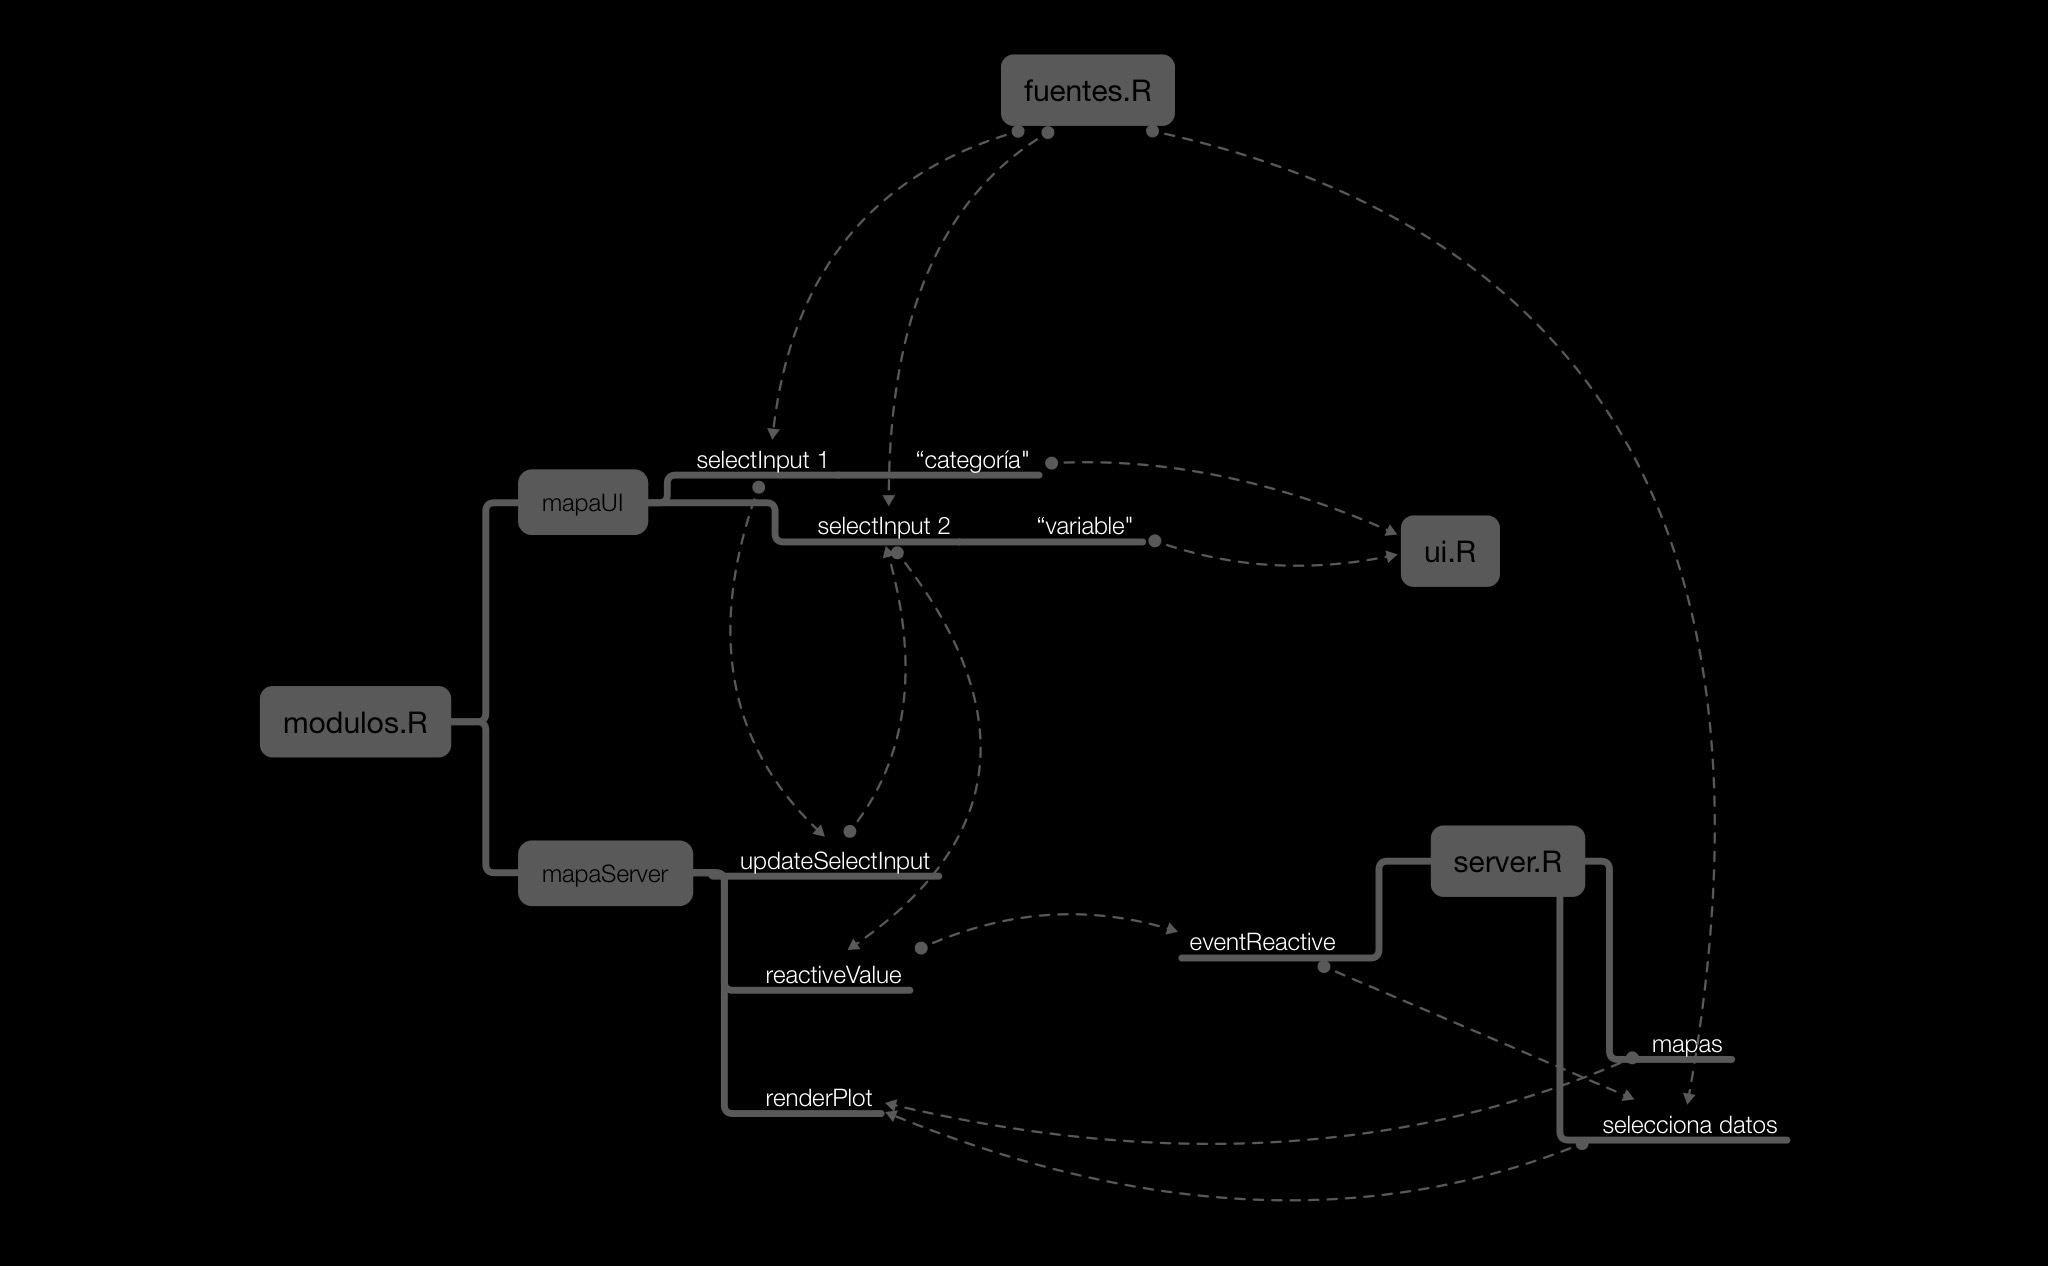 fuentes.R
selectInput 1
“categoría"
mapaUI
selectInput 2
“variable"
ui.R
modulos.R
updateSelectInput
mapaServer
server.R
eventReactive
reactiveValue
mapas
renderPlot
selecciona datos